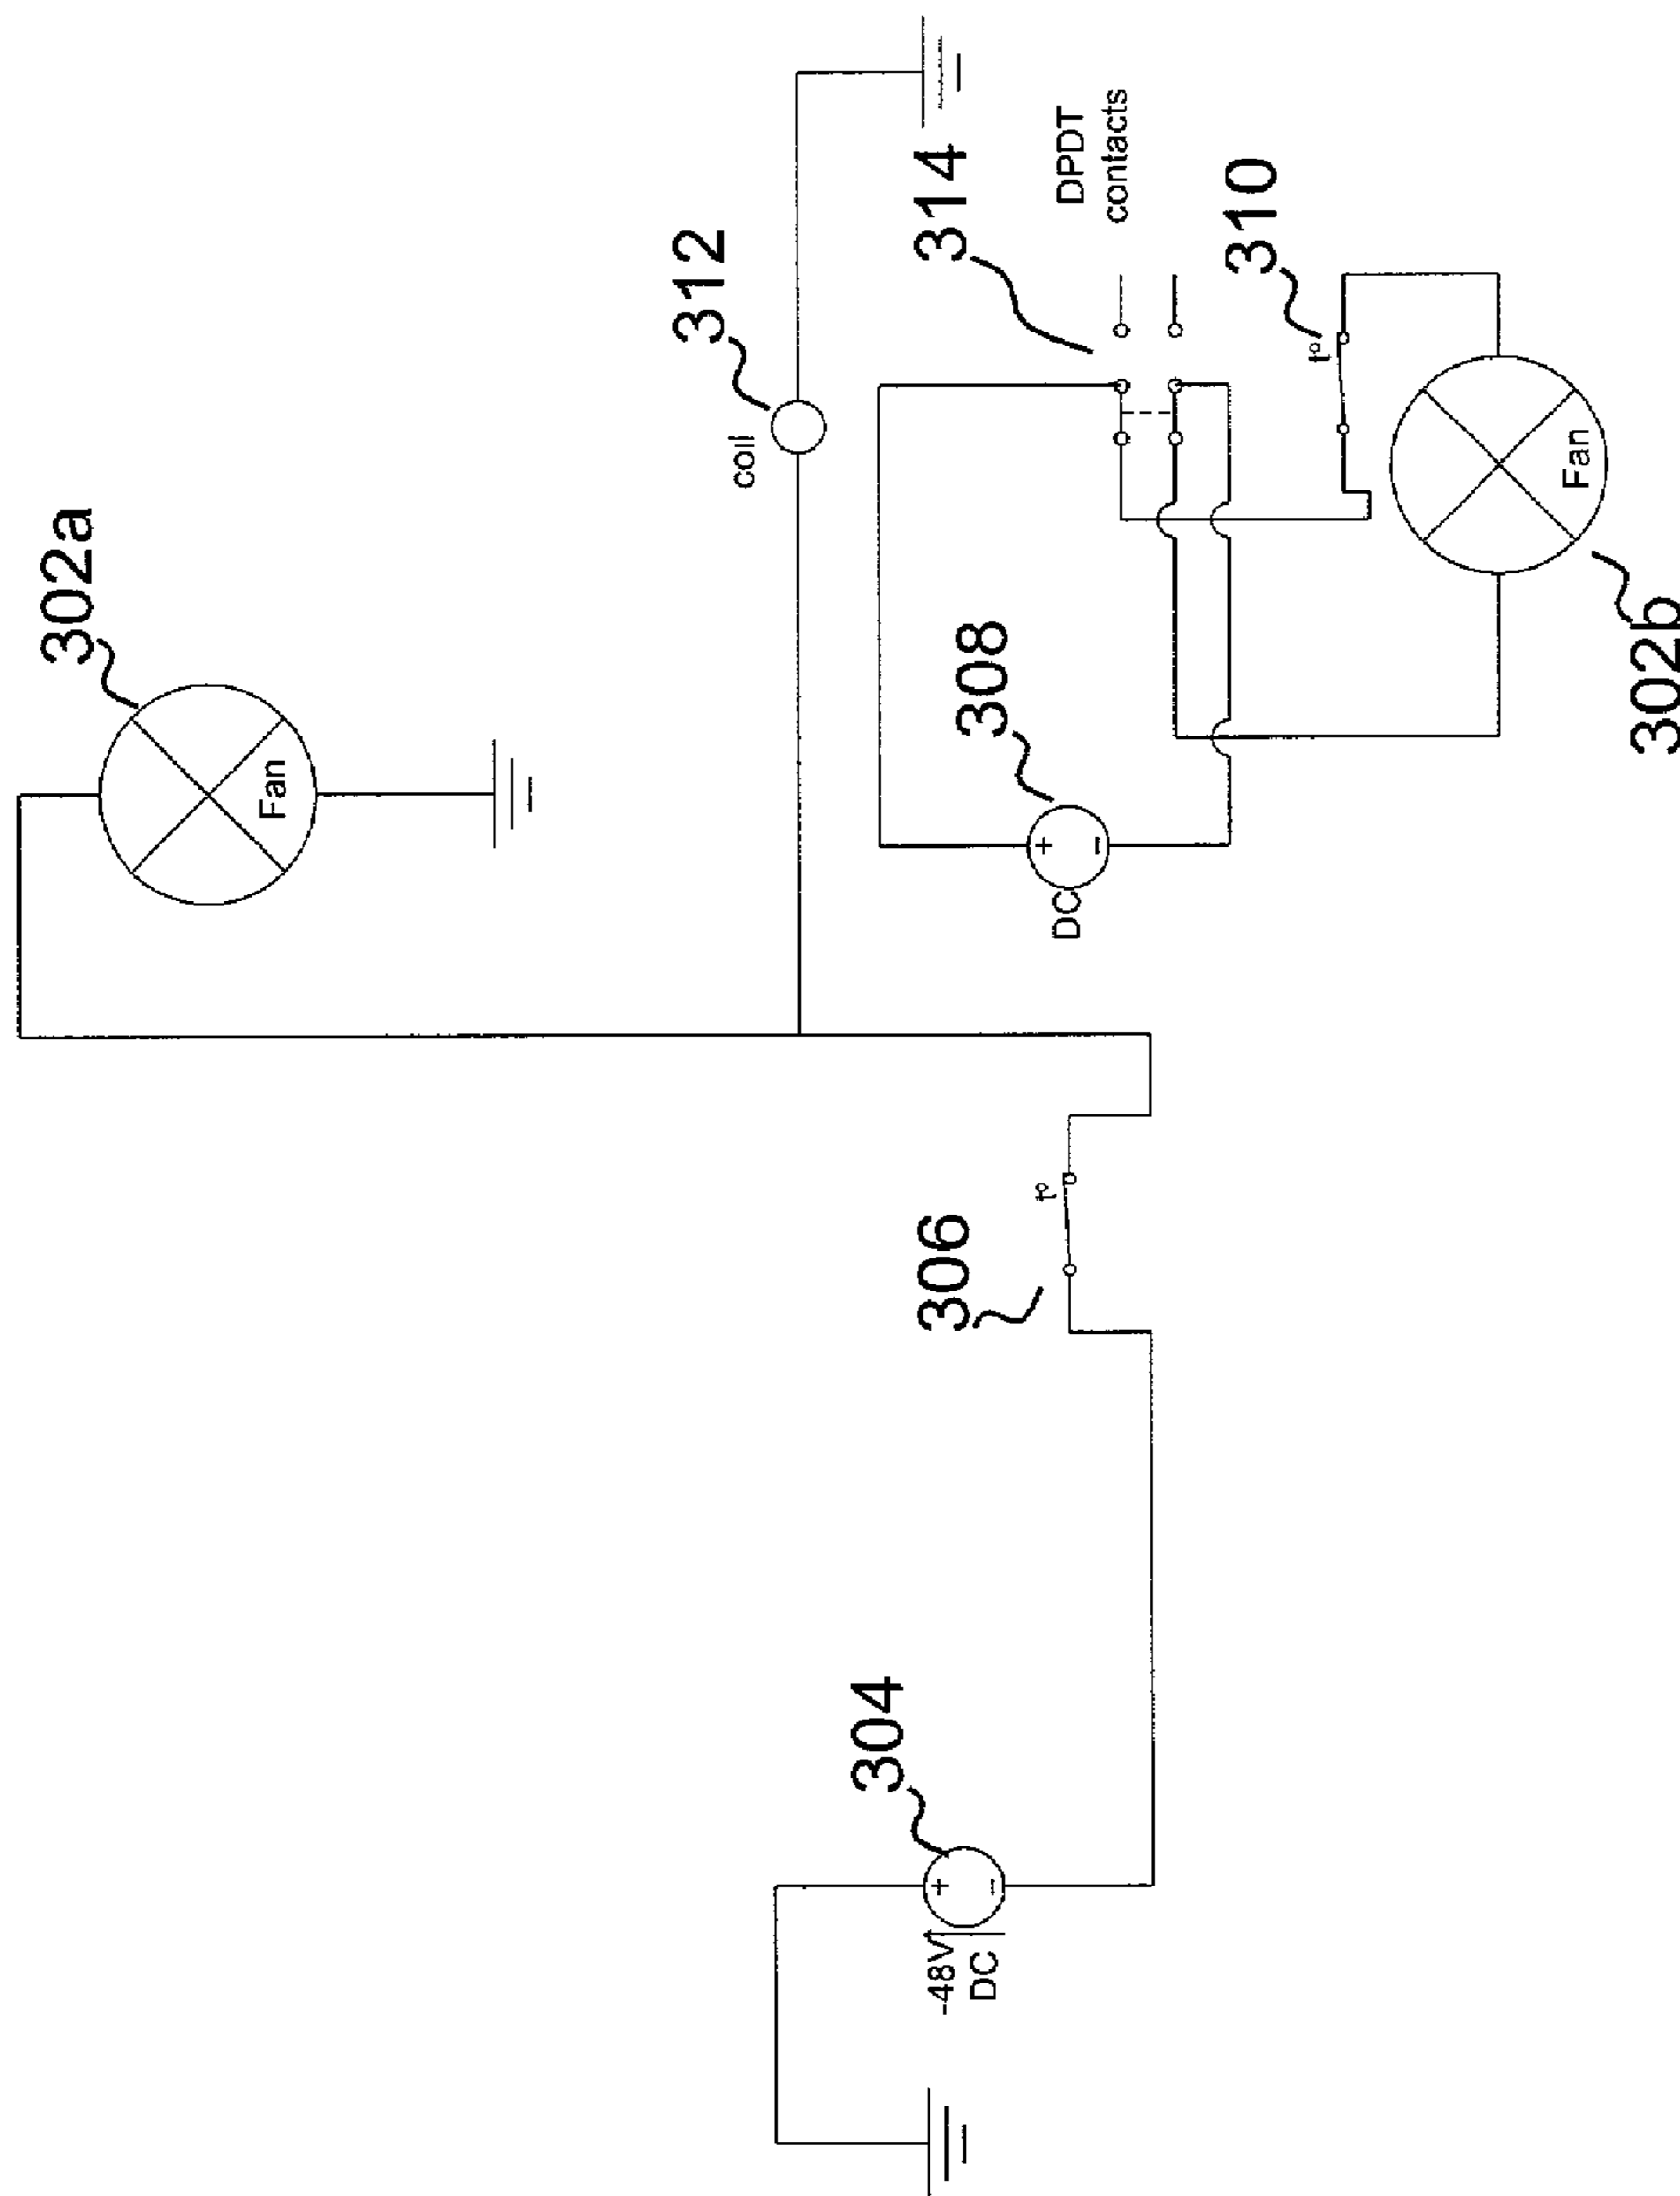 302a
Fan
312
coil
314
DPDT
contacts
310
t°
308
+
-
DC
Fan
302b
306
t°
304
+
-
-48V
DC